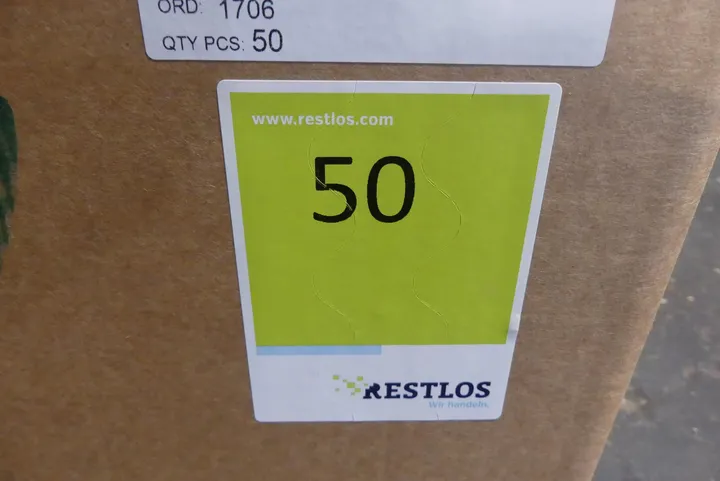 ORD: 1706
QTY PCS: 50
www.restlos.com
50
RESTLOS
Wir handeln.